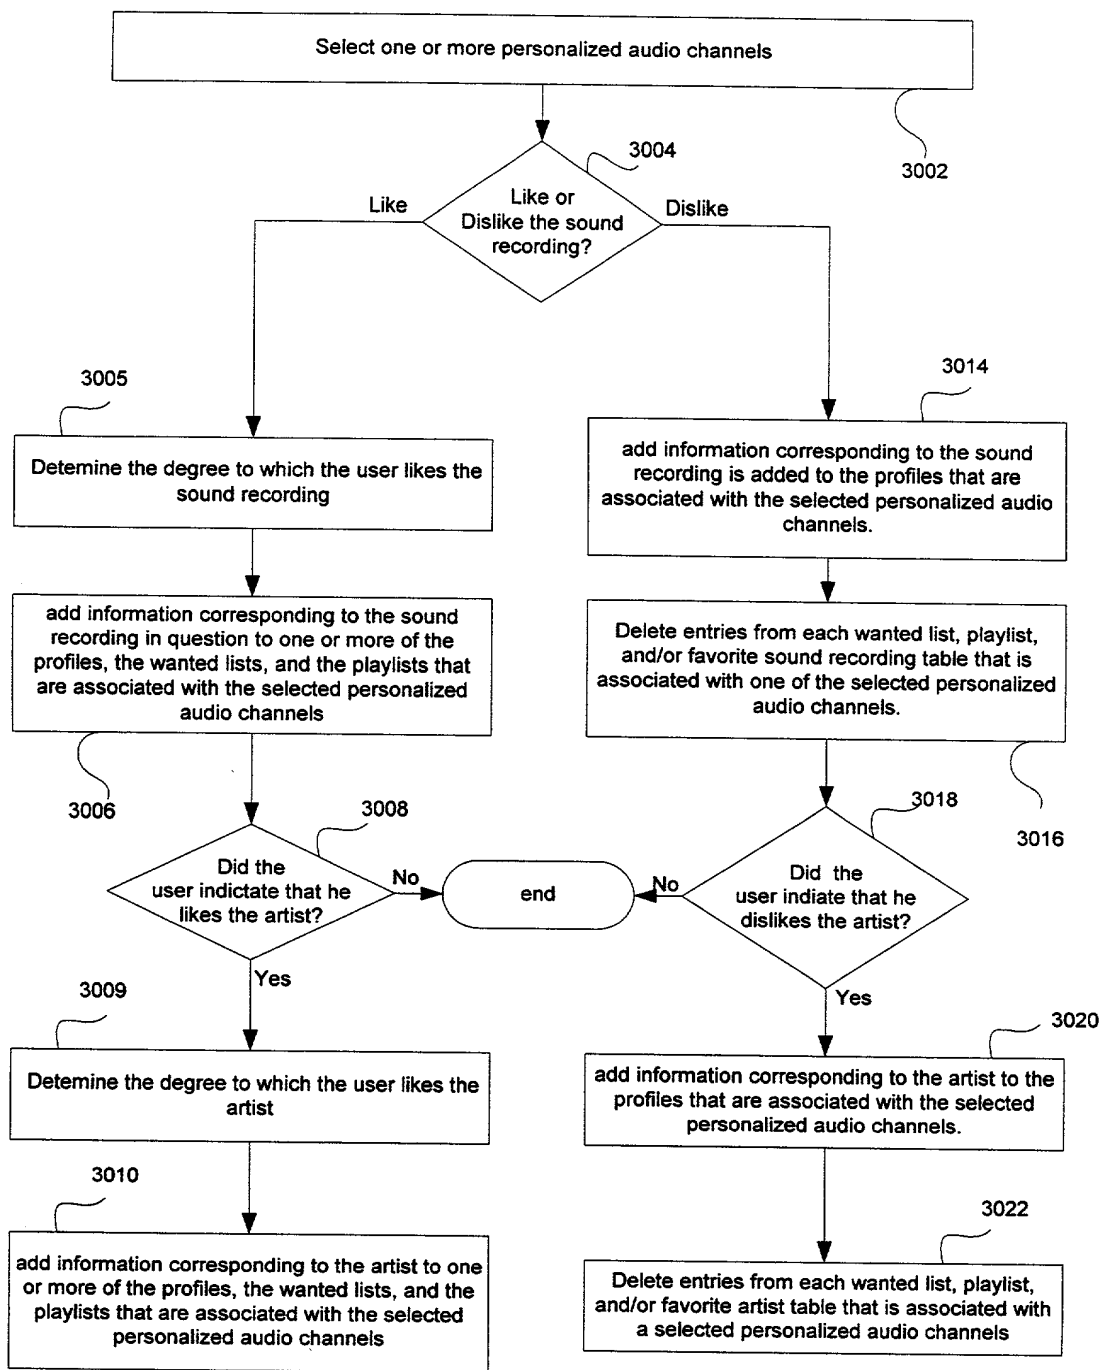 Select one or more personalized audio channels
3002
3004
Like or
Dislike the sound
recording?
Like
Dislike
3005
Detemine the degree to which the user likes the
sound recording
add information corresponding to the sound
recording in question to one or more of the
profiles, the wanted lists, and the playlists that
are associated with the selected personalized
audio channels
3006
3008
Did the
user indictate that he
likes the artist?
No
end
Yes
3009
Detemine the degree to which the user likes the
artist
3010
add information corresponding to the artist to one
or more of the profiles, the wanted lists, and the
playlists that are associated with the selected
personalized audio channels
3014
add information corresponding to the sound
recording is added to the profiles that are
associated with the selected personalized audio
channels.
Delete entries from each wanted list, playlist,
and/or favorite sound recording table that is
associated with one of the selected personalized
audio channels.
3016
3018
Did the
user indiate that he
dislikes the artist?
No
Yes
3020
add information corresponding to the artist to the
profiles that are associated with the selected
personalized audio channels.
3022
Delete entries from each wanted list, playlist,
and/or favorite artist table that is associated with
a selected personalized audio channels